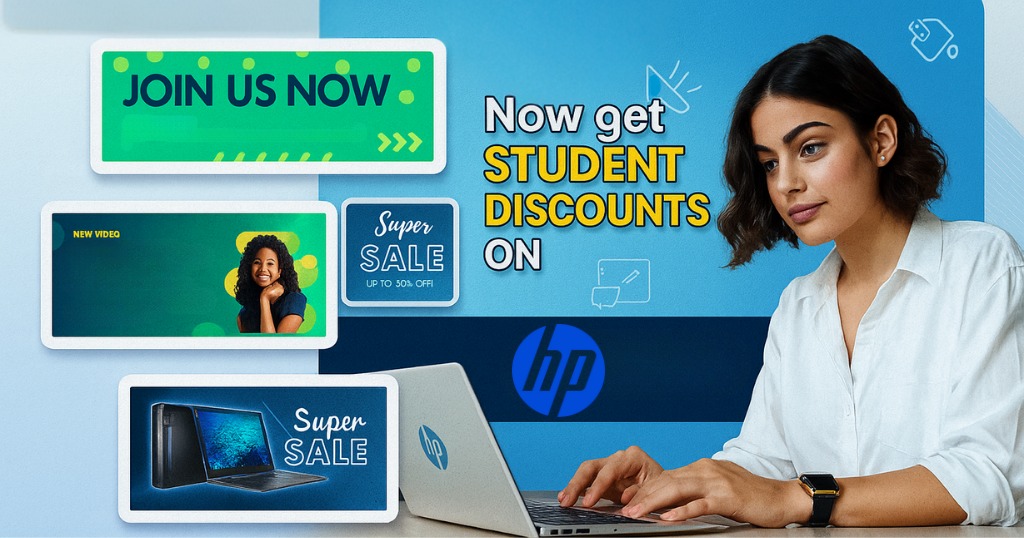 JOIN US NOW
NEW VIDEO
Super
SALE
UP TO 50% OFF!
Super
SALE
Now get
STUDENT
DISCOUNTS
ON
hp
hp